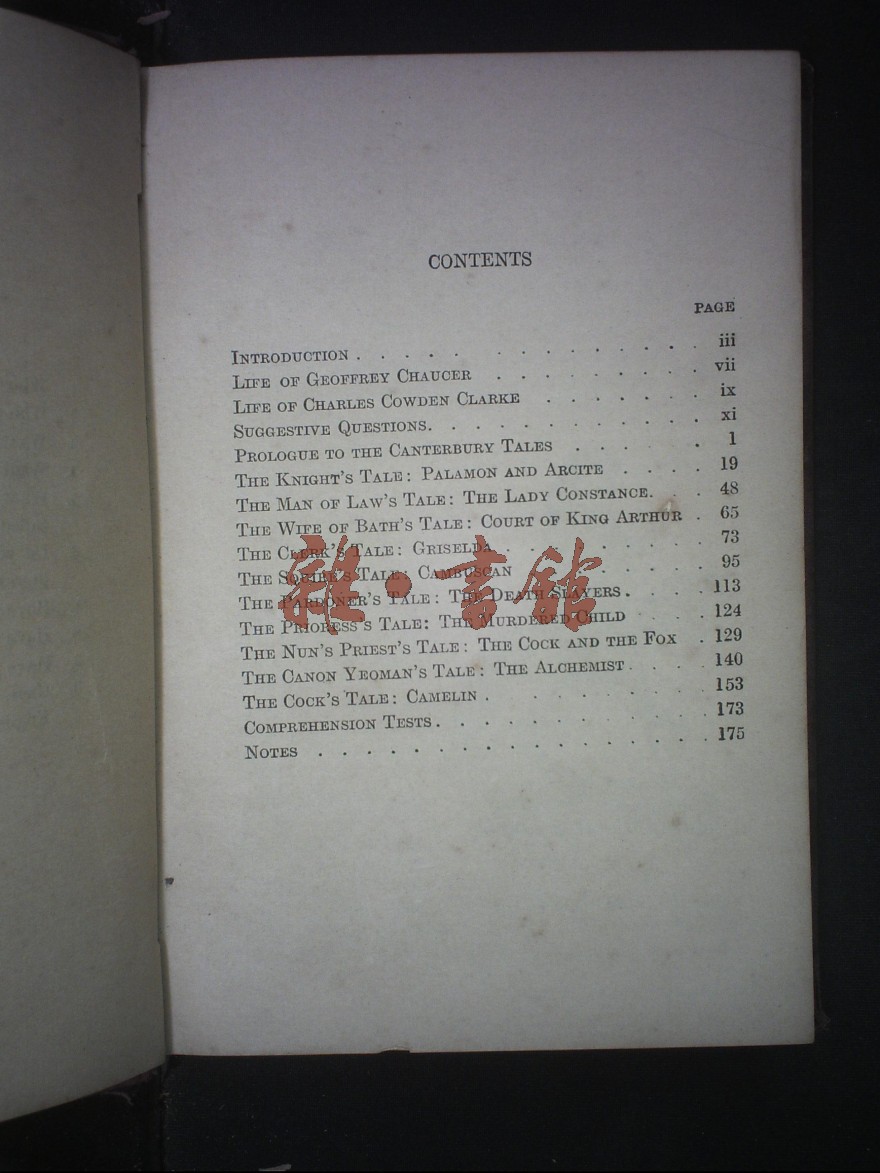 CONTENTS
PAGE
INTRODUCTION . . . . . . . . . . . . . . iii
LIFE OF GEOFFREY CHAUCER . . . . . . . . . vii
LIFE OF CHARLES COWDEN CLARKE . . . . . . . ix
SUGGESTIVE QUESTIONS. . . . . . . . . . . . xi
PROLOGUE TO THE CANTERBURY TALES . . . . . . 1
THE KNIGHT'S TALE: PALAMON AND ARCITE . . . . 19
THE MAN OF LAW'S TALE: THE LADY CONSTANCE. . . 48
THE WIFE OF BATH'S TALE: COURT OF KING ARTHUR . 65
THE CLERK'S TALE: GRISELDA . . . . . . . . . 73
THE SQUIRE'S TALE: CAMBUSCAN . . . . . . . . 95
THE PARDONER'S TALE: THE DEATH SLAYERS. . . . 113
THE PRIORESS'S TALE: THE MURDERED CHILD . . . 124
THE NUN'S PRIEST'S TALE: THE COCK AND THE FOX . 129
THE CANON YEOMAN'S TALE: THE ALCHEMIST. . . . 140
THE COCK'S TALE: CAMELIN . . . . . . . . . . 153
COMPREHENSION TESTS. . . . . . . . . . . . 173
NOTES . . . . . . . . . . . . . . . . . 175
雜·書館